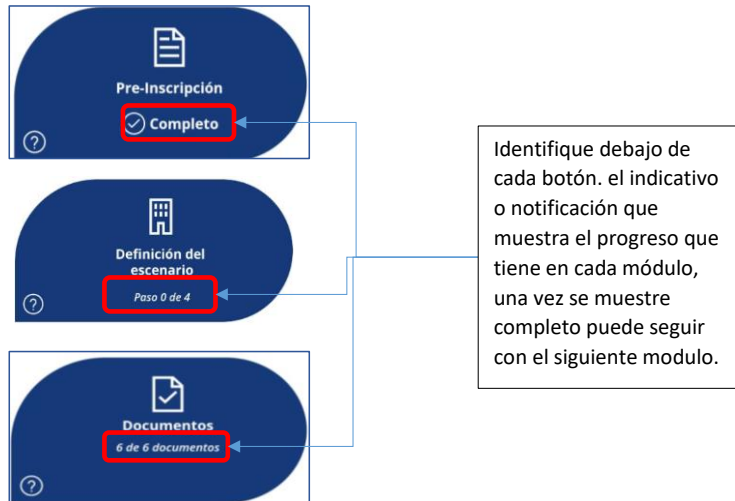 Pre-Inscripción
Completo
?
Definición del
escenario
Paso 0 de 4
?
Documentos
6 de 6 documentos
?
Identifique debajo de
cada botón. el indicativo
o notificación que
muestra el progreso que
tiene en cada módulo,
una vez se muestre
completo puede seguir
con el siguiente modulo.